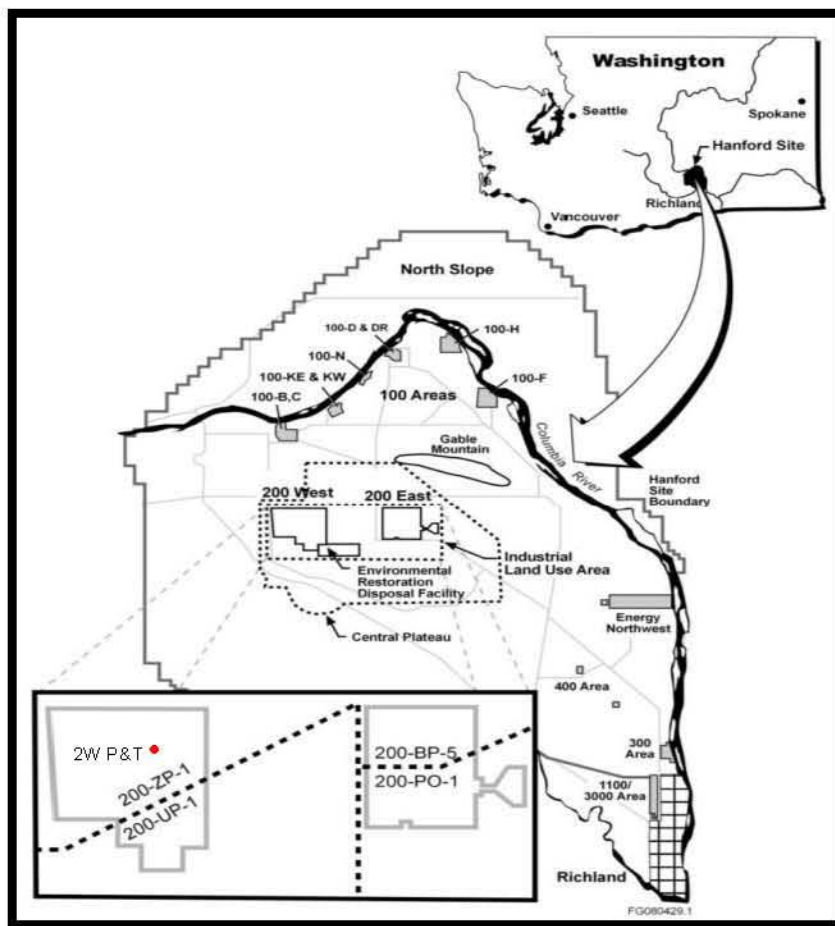 Washington
Seattle
Spokane
Hanford Site
Richland
Vancouver
North Slope
100-D & DR
100-H
100-N
100-KE & KW
100-F
100-B,C
100 Areas
Gable
Mountain
Columbia
River
Hanford
Site
Boundary
200 West
200 East
Industrial
Land Use Area
Environmental
Restoration
Disposal Facility
Central Plateau
Energy
Northwest
400 Area
300
Area
1100/
3000 Area
Richland
2W P&T
200-ZP-1
200-UP-1
200-BP-5
200-PO-1
FG080429.1